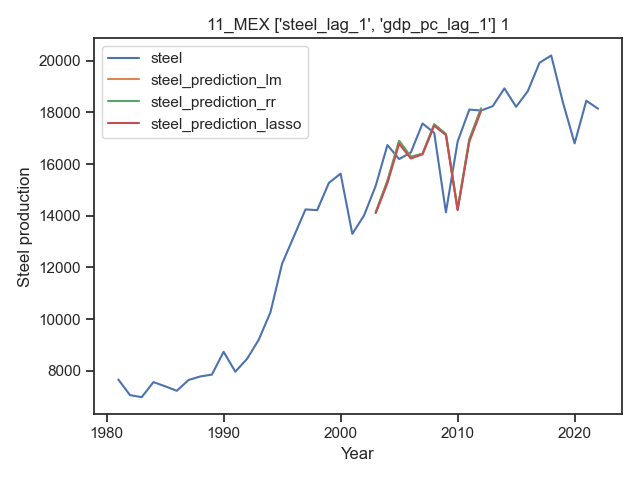 11_MEX ['steel_lag_1', 'gdp_pc_lag_1'] 1
steel
steel_prediction_lm
steel_prediction_rr
steel_prediction_lasso
20000
18000
16000
14000
12000
10000
8000
Steel production
1980
1990
2000
2010
2020
Year